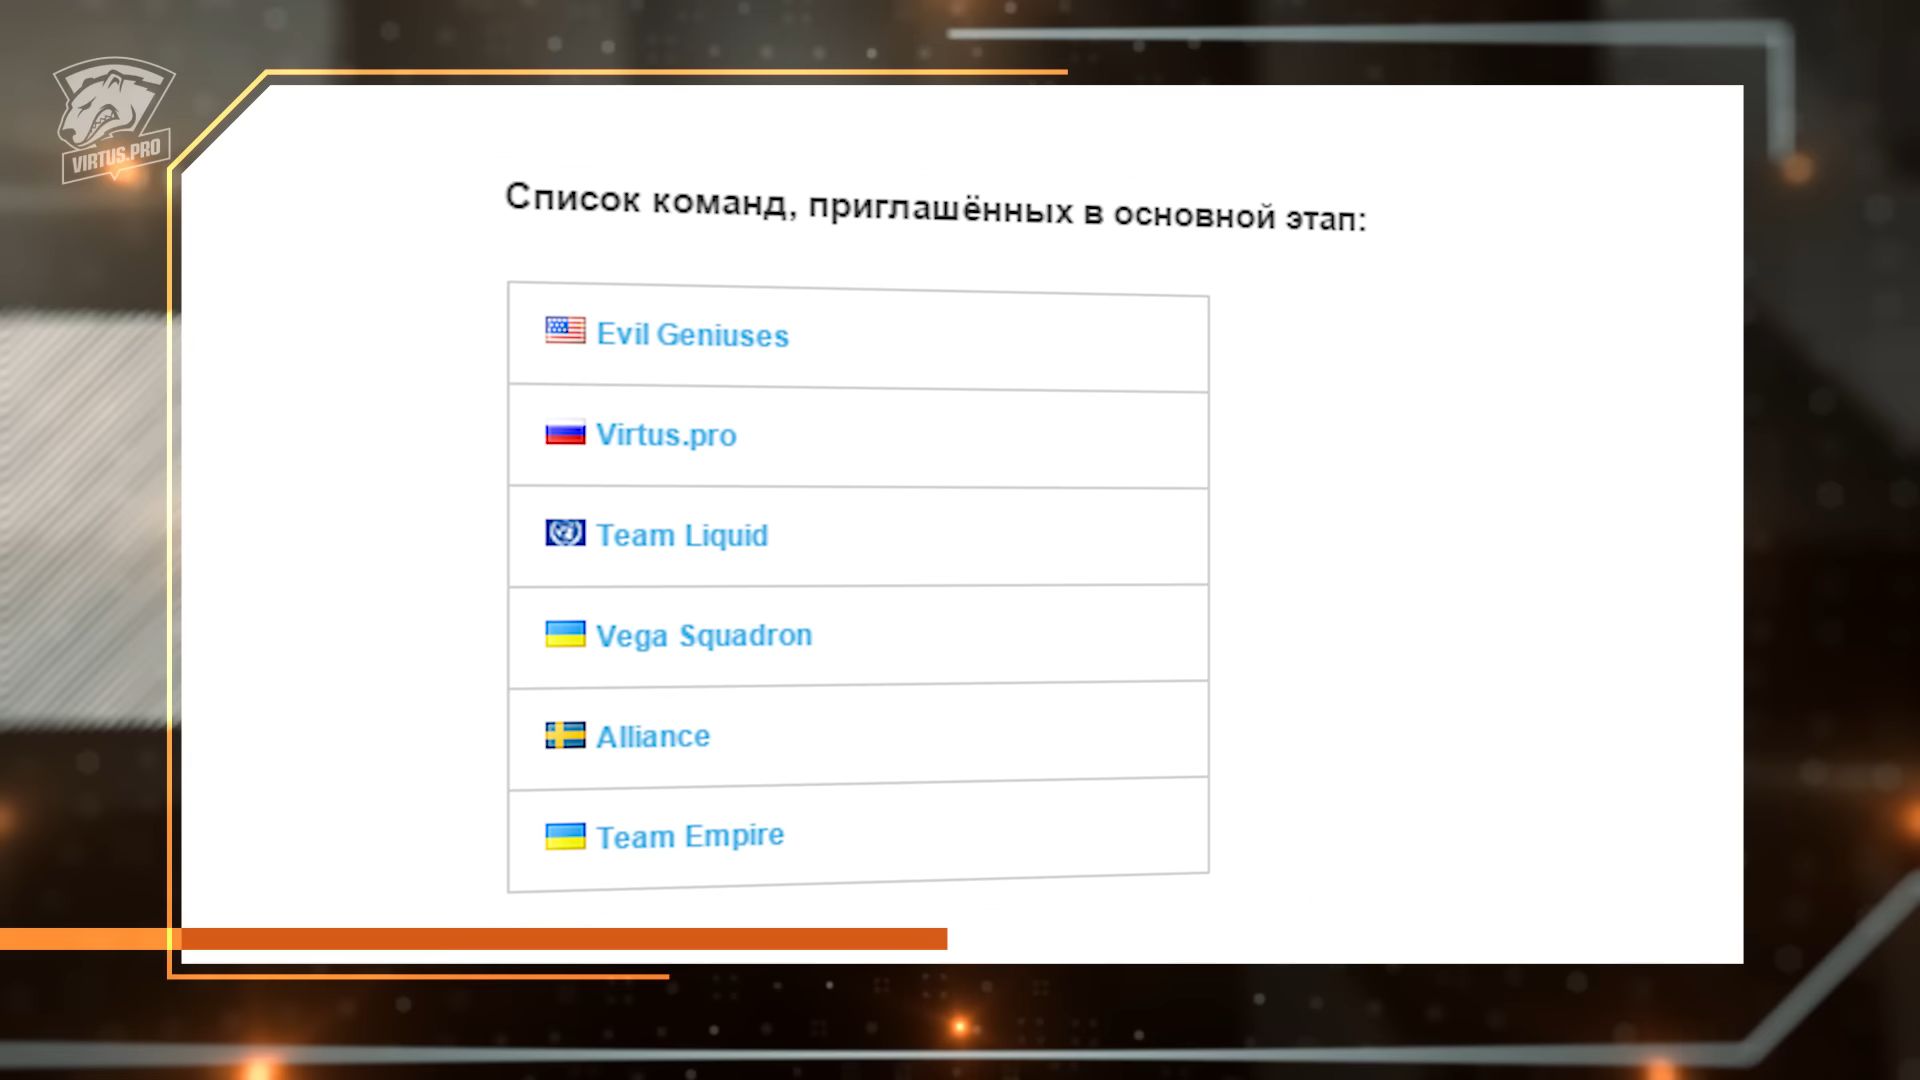 VIRTUS.PRO
Список команд, приглашённых в основной этап:
Evil Geniuses
Virtus.pro
Team Liquid
Vega Squadron
Alliance
Team Empire